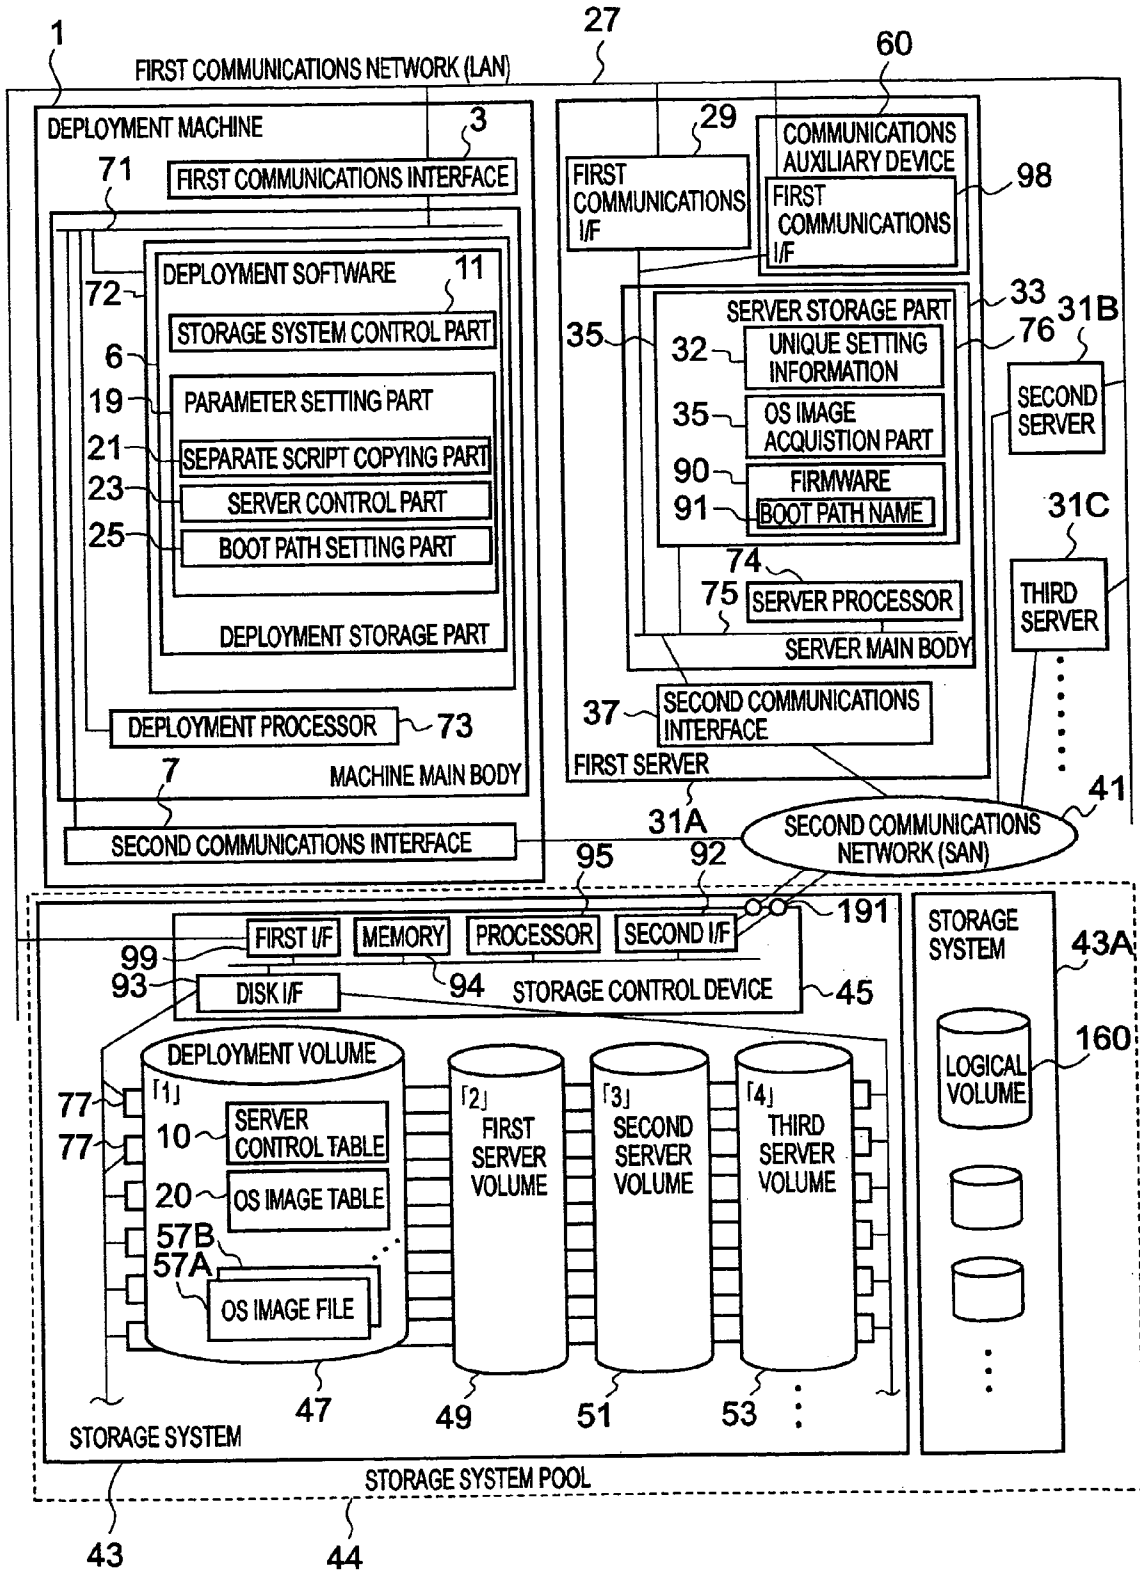 1
27
60
FIRST COMMUNICATIONS NETWORK (LAN)
DEPLOYMENT MACHINE
3
29
COMMUNICATIONS
AUXILIARY DEVICE
98
71
FIRST COMMUNICATIONS INTERFACE
FIRST
COMMUNICATIONS
I/F
FIRST
COMMUNICATIONS
I/F
72
DEPLOYMENT SOFTWARE
11
STORAGE SYSTEM CONTROL PART
6
19
PARAMETER SETTING PART
21
SEPARATE SCRIPT COPYING PART
23
SERVER CONTROL PART
25
BOOT PATH SETTING PART
DEPLOYMENT STORAGE PART
DEPLOYMENT PROCESSOR
73
MACHINE MAIN BODY
7
SECOND COMMUNICATIONS INTERFACE
SERVER STORAGE PART
33
35
32
UNIQUE SETTING
INFORMATION
76
35
OS IMAGE
ACQUISTION PART
90
FIRMWARE
91
BOOT PATH NAME
74
75
SERVER PROCESSOR
SERVER MAIN BODY
37
SECOND COMMUNICATIONS
INTERFACE
FIRST SERVER
31A
31B
SECOND
SERVER
31C
THIRD
SERVER
41
SECOND COMMUNICATIONS
NETWORK (SAN)
95
92
191
99
FIRST I/F
MEMORY
PROCESSOR
SECOND I/F
93
DISK I/F
94
STORAGE CONTROL DEVICE
45
STORAGE
SYSTEM
43A
LOGICAL
VOLUME
160
DEPLOYMENT VOLUME
「1」
77
77
10
SERVER
CONTROL TABLE
20
OS IMAGE TABLE
57B
57A
OS IMAGE FILE
「2」
FIRST
SERVER
VOLUME
「3」
SECOND
SERVER
VOLUME
「4」
THIRD
SERVER
VOLUME
47
49
51
53
STORAGE SYSTEM
STORAGE SYSTEM POOL
43
44